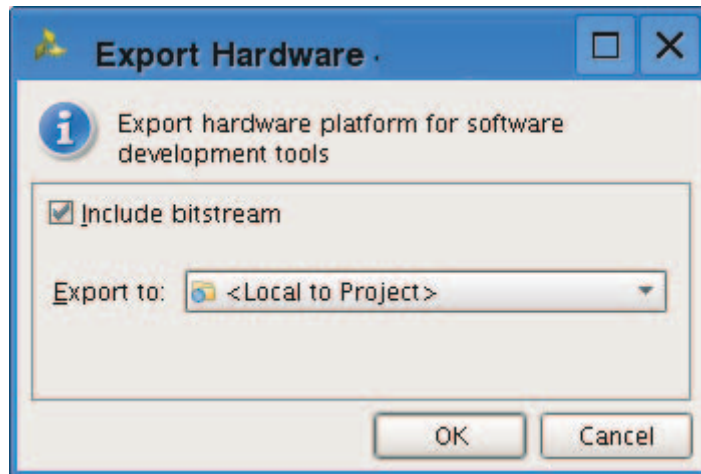 Export Hardware
Export hardware platform for software
development tools
Include bitstream
Export to: <Local to Project>
OK Cancel